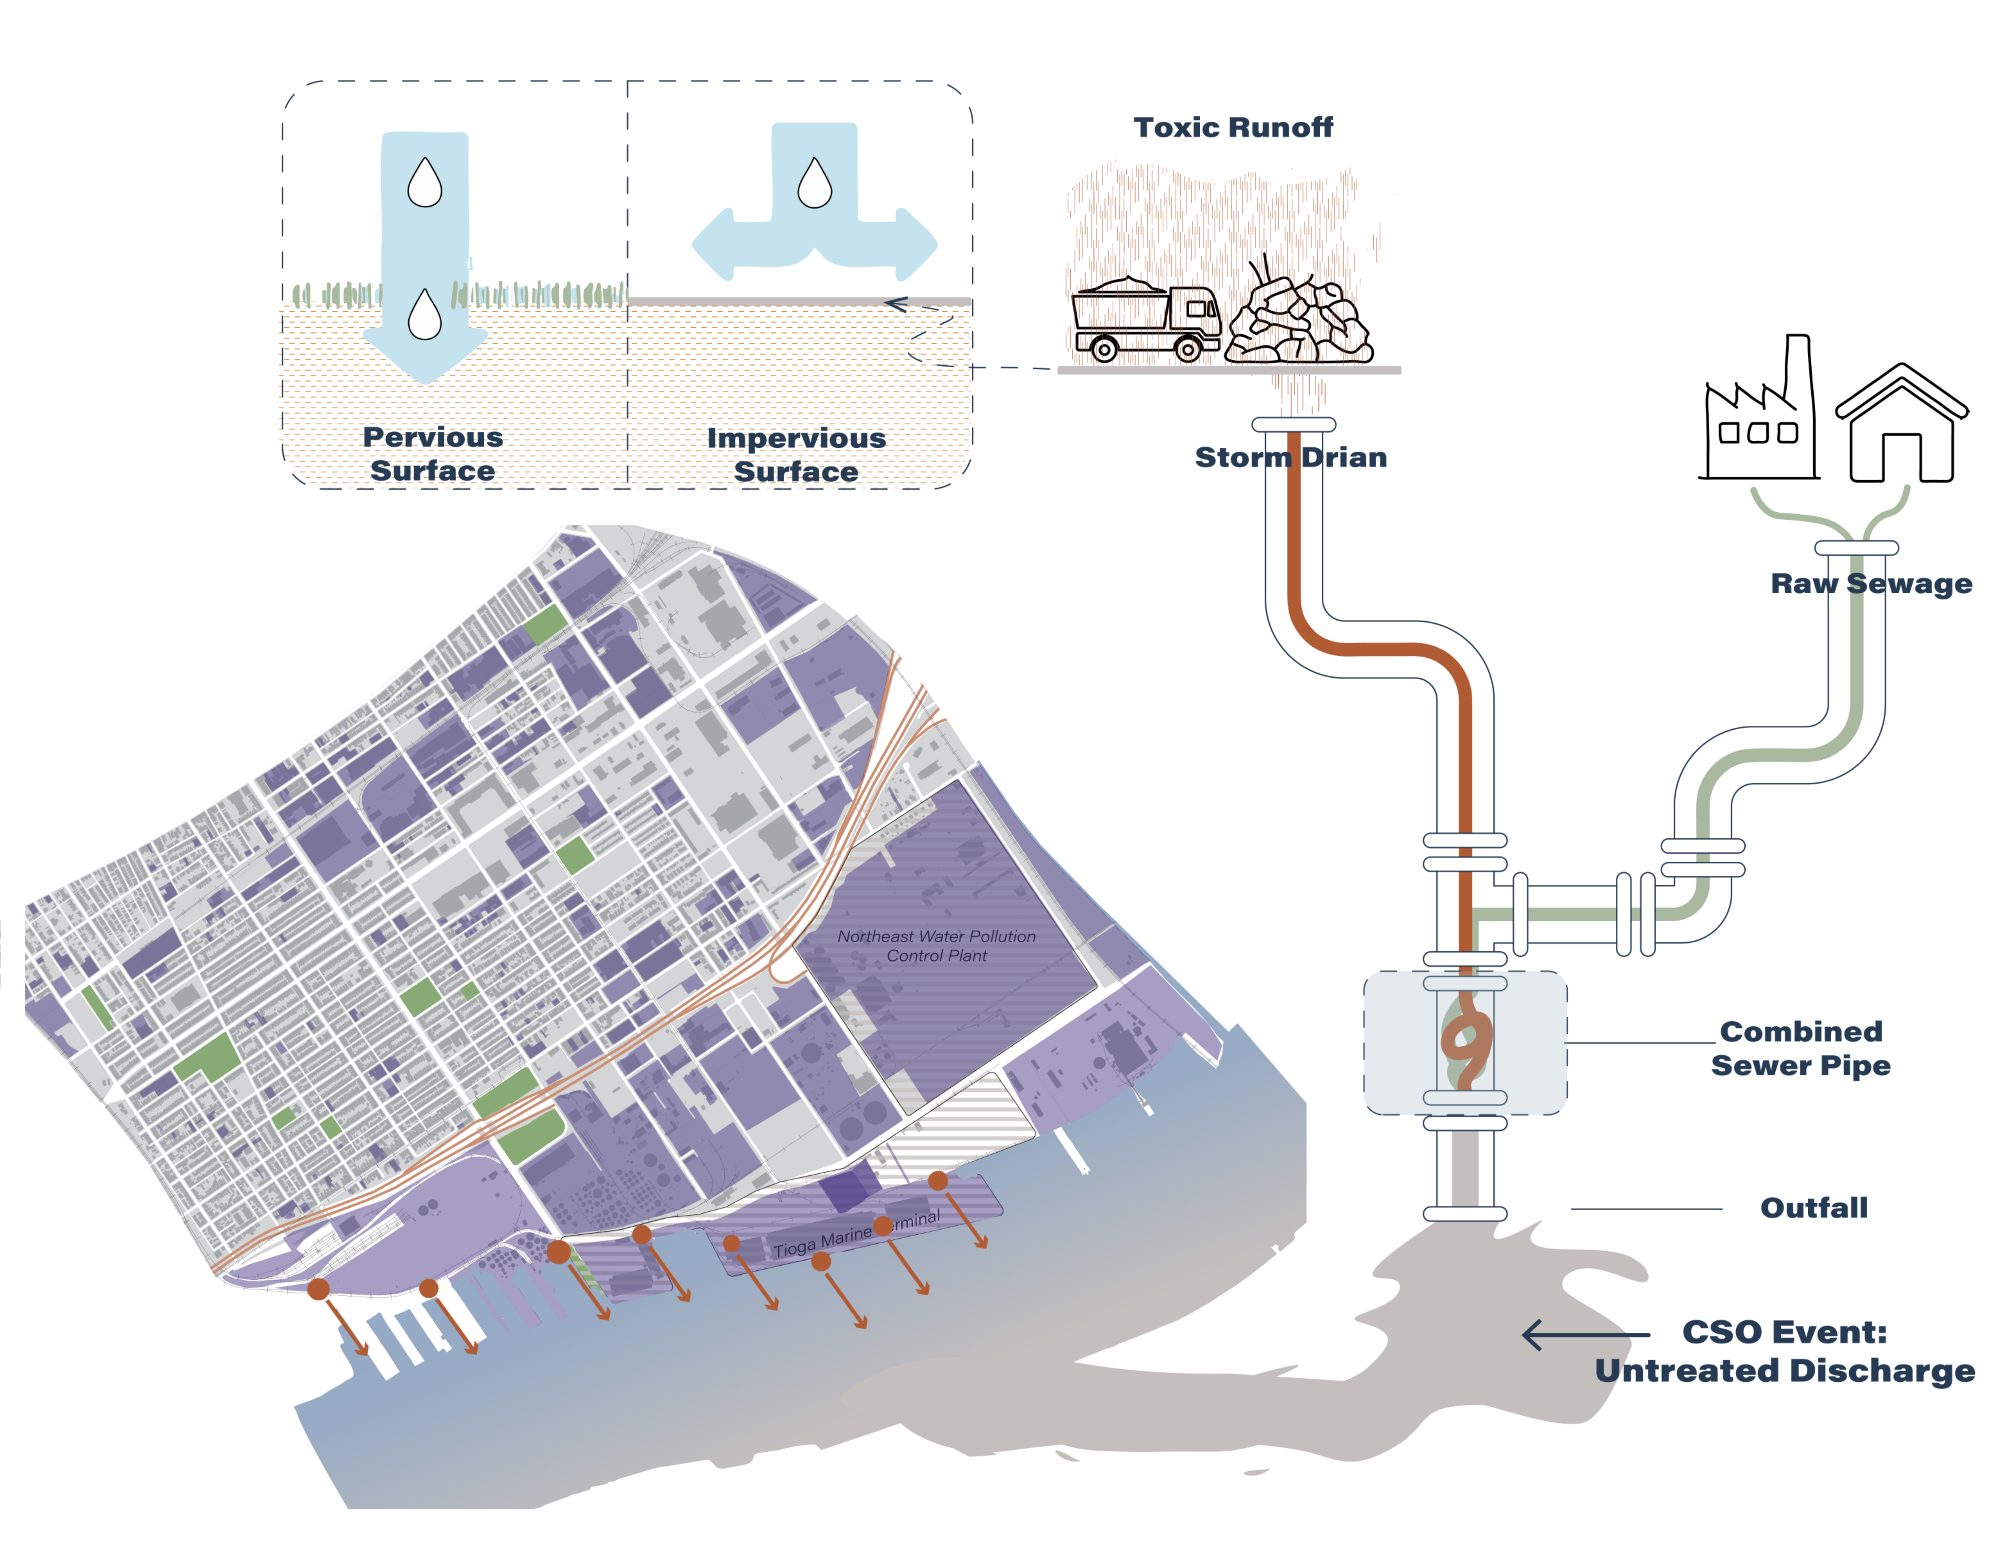 Toxic Runoff
Pervious
Surface
Impervious
Surface
Storm Drian
Raw Sewage
Northeast Water Pollution
Control Plant
Combined
Sewer Pipe
Outfall
Tioga Marine Terminal
CSO Event:
Untreated Discharge